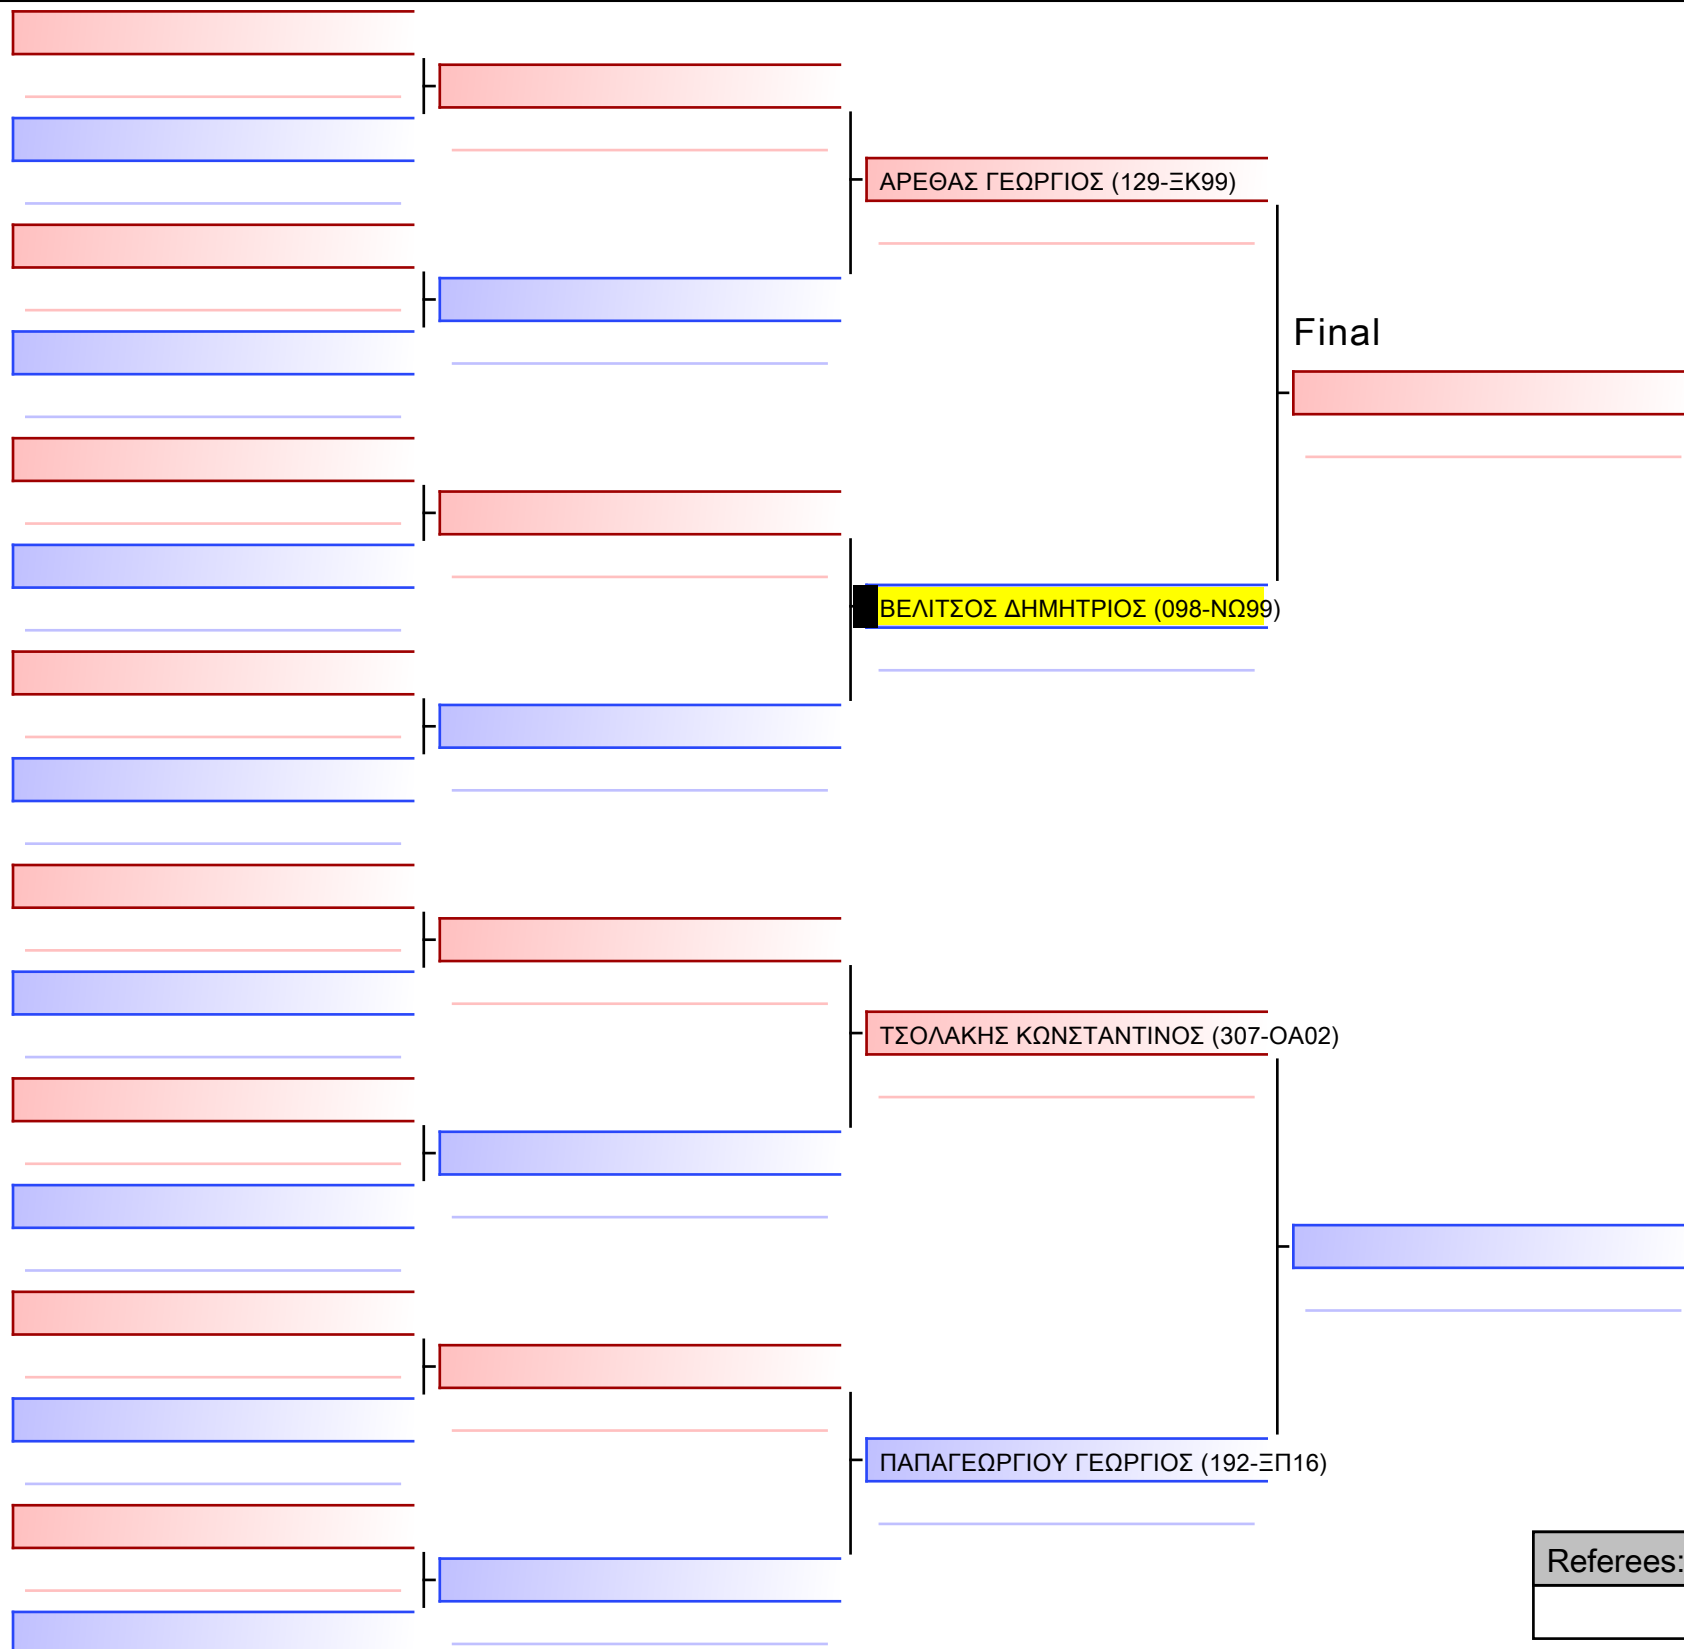 ΑΡΕΘΑΣ ΓΕΩΡΓΙΟΣ (129-ΞΚ99)
Final
ΒΕΛΙΤΣΟΣ ΔΗΜΗΤΡΙΟΣ (098-ΝΩ99)
ΤΣΟΛΑΚΗΣ ΚΩΝΣΤΑΝΤΙΝΟΣ (307-ΟΑ02)
ΠΑΠΑΓΕΩΡΓΙΟΥ ΓΕΩΡΓΙΟΣ (192-ΞΠ16)
Referees: